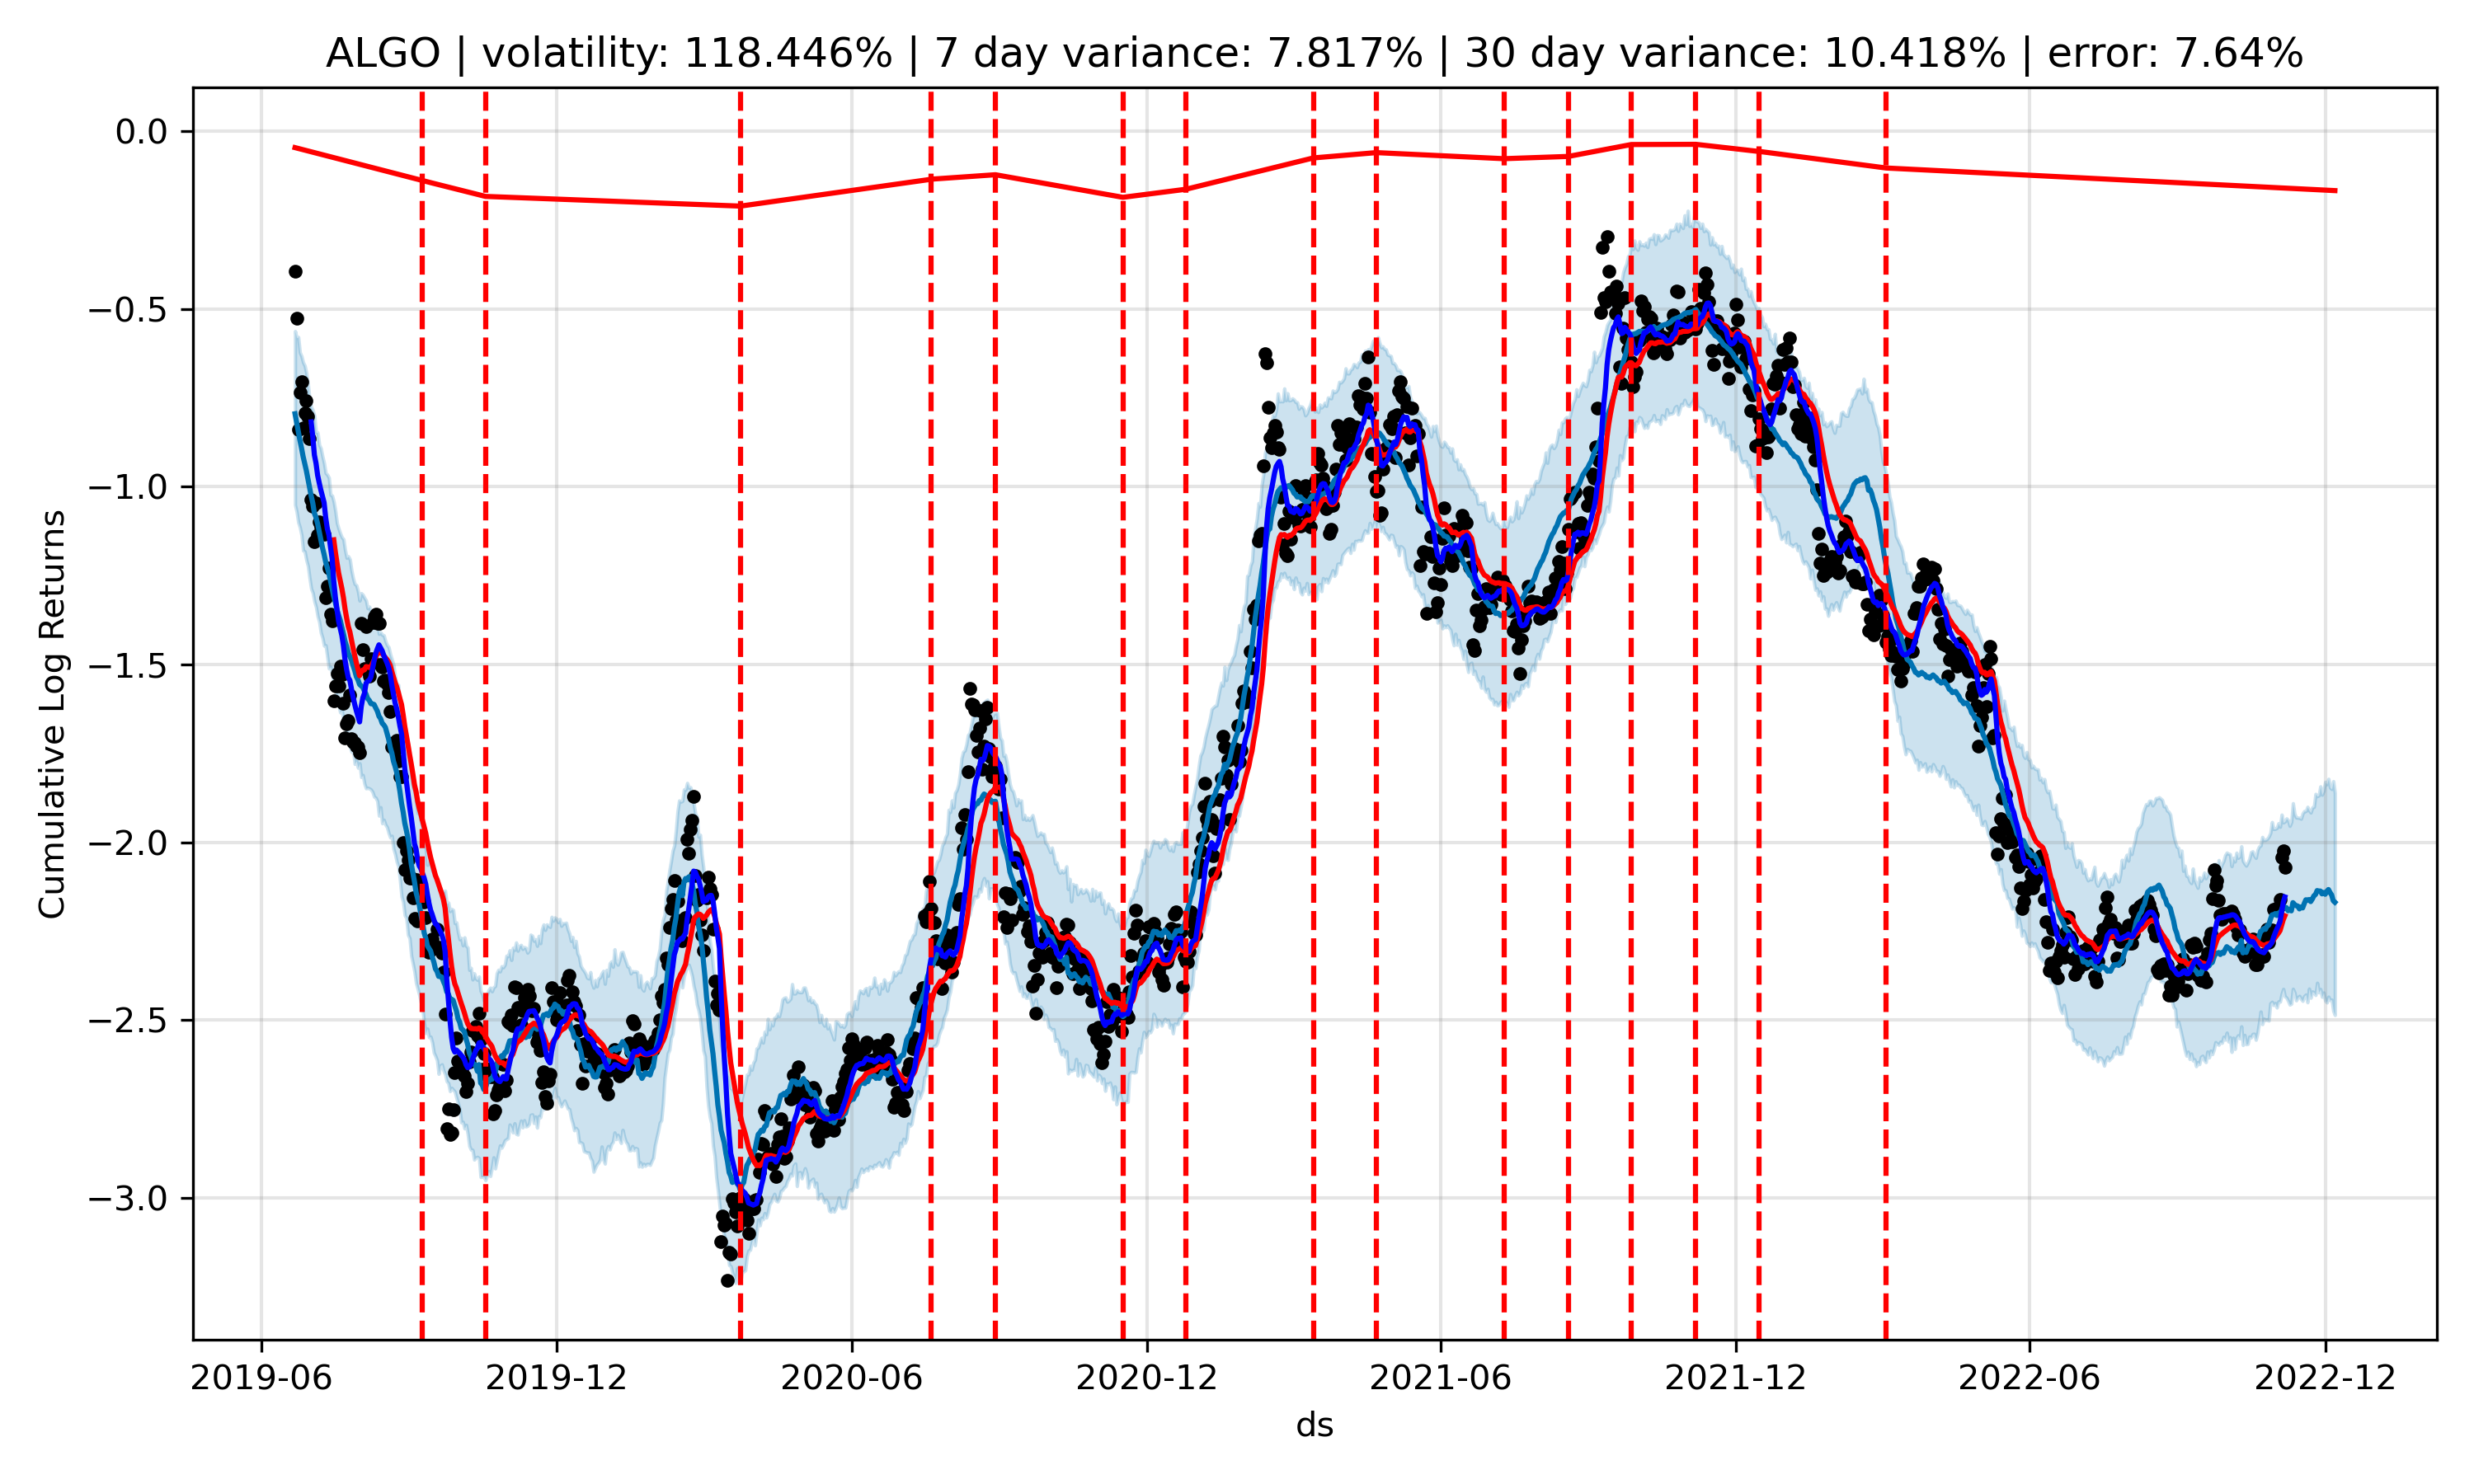 ALGO | volatility: 118.446% | 7 day variance: 7.817% | 30 day variance: 10.418% | error: 7.64%
0.0
−0.5
−1.0
−1.5
−2.0
−2.5
−3.0
Cumulative Log Returns
2019-06 2019-12 2020-06 2020-12 2021-06 2021-12 2022-06 2022-12
ds